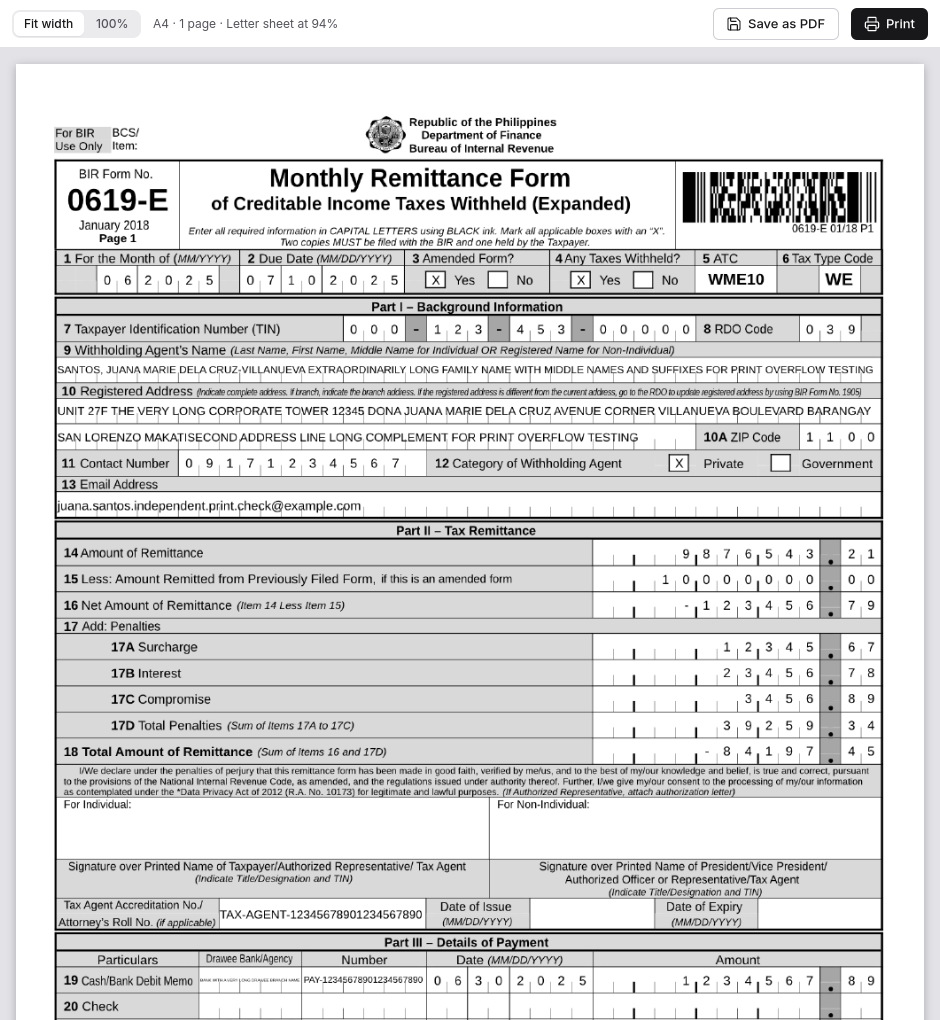 Fit width 100% A4 · 1 page · Letter sheet at 94% Save as PDF Print
Republic of the Philippines
For BIR BCS/ Department of Finance
Use Only Item: Bureau of Internal Revenue
BIR Form No.
0619-E
January 2018
Page 1
Monthly Remittance Form
of Creditable Income Taxes Withheld (Expanded)
Enter all required information in CAPITAL LETTERS using BLACK ink. Mark all applicable boxes with an "X".
Two copies MUST be filed with the BIR and one held by the Taxpayer.
0619-E 01/18 P1
1 For the Month of (MM/YYYY) 2 Due Date (MM/DD/YYYY) 3 Amended Form? 4 Any Taxes Withheld? 5 ATC 6 Tax Type Code
0 6 2 0 2 5 0 7 1 0 2 0 2 5 X Yes No X Yes No WME10 WE
Part I – Background Information
7 Taxpayer Identification Number (TIN) 0 0 0 - 1 2 3 - 4 5 3 - 0 0 0 0 0 8 RDO Code 0 3 9
9 Withholding Agent's Name (Last Name, First Name, Middle Name for Individual OR Registered Name for Non-Individual)
SANTOS, JUANA MARIE DELA CRUZ-VILLANUEVA EXTRAORDINARILY LONG FAMILY NAME WITH MIDDLE NAMES AND SUFFIXES FOR PRINT OVERFLOW TESTING
10 Registered Address (Indicate complete address. If branch, indicate the branch address. If the registered address is different from the current address, go to the RDO to update registered address by using BIR Form No. 1905)
UNIT 27F THE VERY LONG CORPORATE TOWER 12345 DONA JUANA MARIE DELA CRUZ AVENUE CORNER VILLANUEVA BOULEVARD BARANGAY
SAN LORENZO MAKATISECOND ADDRESS LINE LONG COMPLEMENT FOR PRINT OVERFLOW TESTING 10A ZIP Code 1 1 0 0
11 Contact Number 0 9 1 7 1 2 3 4 5 6 7 12 Category of Withholding Agent X Private Government
13 Email Address
juana.santos.independent.print.check@example.com
Part II – Tax Remittance
14 Amount of Remittance 9 8 7 6 5 4 3 . 2 1
15 Less: Amount Remitted from Previously Filed Form, if this is an amended form 1 0 0 0 0 0 0 0 . 0 0
16 Net Amount of Remittance (Item 14 Less Item 15) - 1 2 3 4 5 6 . 7 9
17 Add: Penalties
17A Surcharge 1 2 3 4 5 . 6 7
17B Interest 2 3 4 5 6 . 7 8
17C Compromise 3 4 5 6 . 8 9
17D Total Penalties (Sum of Items 17A to 17C) 3 9 2 5 9 . 3 4
18 Total Amount of Remittance (Sum of Items 16 and 17D) - 8 4 1 9 7 . 4 5
I/We declare under the penalties of perjury that this remittance form has been made in good faith, verified by me/us, and to the best of my/our knowledge and belief, is true and correct, pursuant
to the provisions of the National Internal Revenue Code, as amended, and the regulations issued under authority thereof. Further, I/we give my/our consent to the processing of my/our information
as contemplated under the *Data Privacy Act of 2012 (R.A. No. 10173) for legitimate and lawful purposes. (If Authorized Representative, attach authorization letter)
For Individual: For Non-Individual:
Signature over Printed Name of Taxpayer/Authorized Representative/ Tax Agent
(Indicate Title/Designation and TIN)
Signature over Printed Name of President/Vice President/
Authorized Officer or Representative/Tax Agent
(Indicate Title/Designation and TIN)
Tax Agent Accreditation No./
Attorney's Roll No. (if applicable) TAX-AGENT-12345678901234567890
Date of Issue
(MM/DD/YYYY)
Date of Expiry
(MM/DD/YYYY)
Part III – Details of Payment
Particulars Drawee Bank/Agency Number Date (MM/DD/YYYY) Amount
19 Cash/Bank Debit Memo BANK WITH A VERY LONG DRAWEE BRANCH NAME PAY-12345678901234567890 0 6 3 0 2 0 2 5 1 2 3 4 5 6 7 . 8 9
20 Check